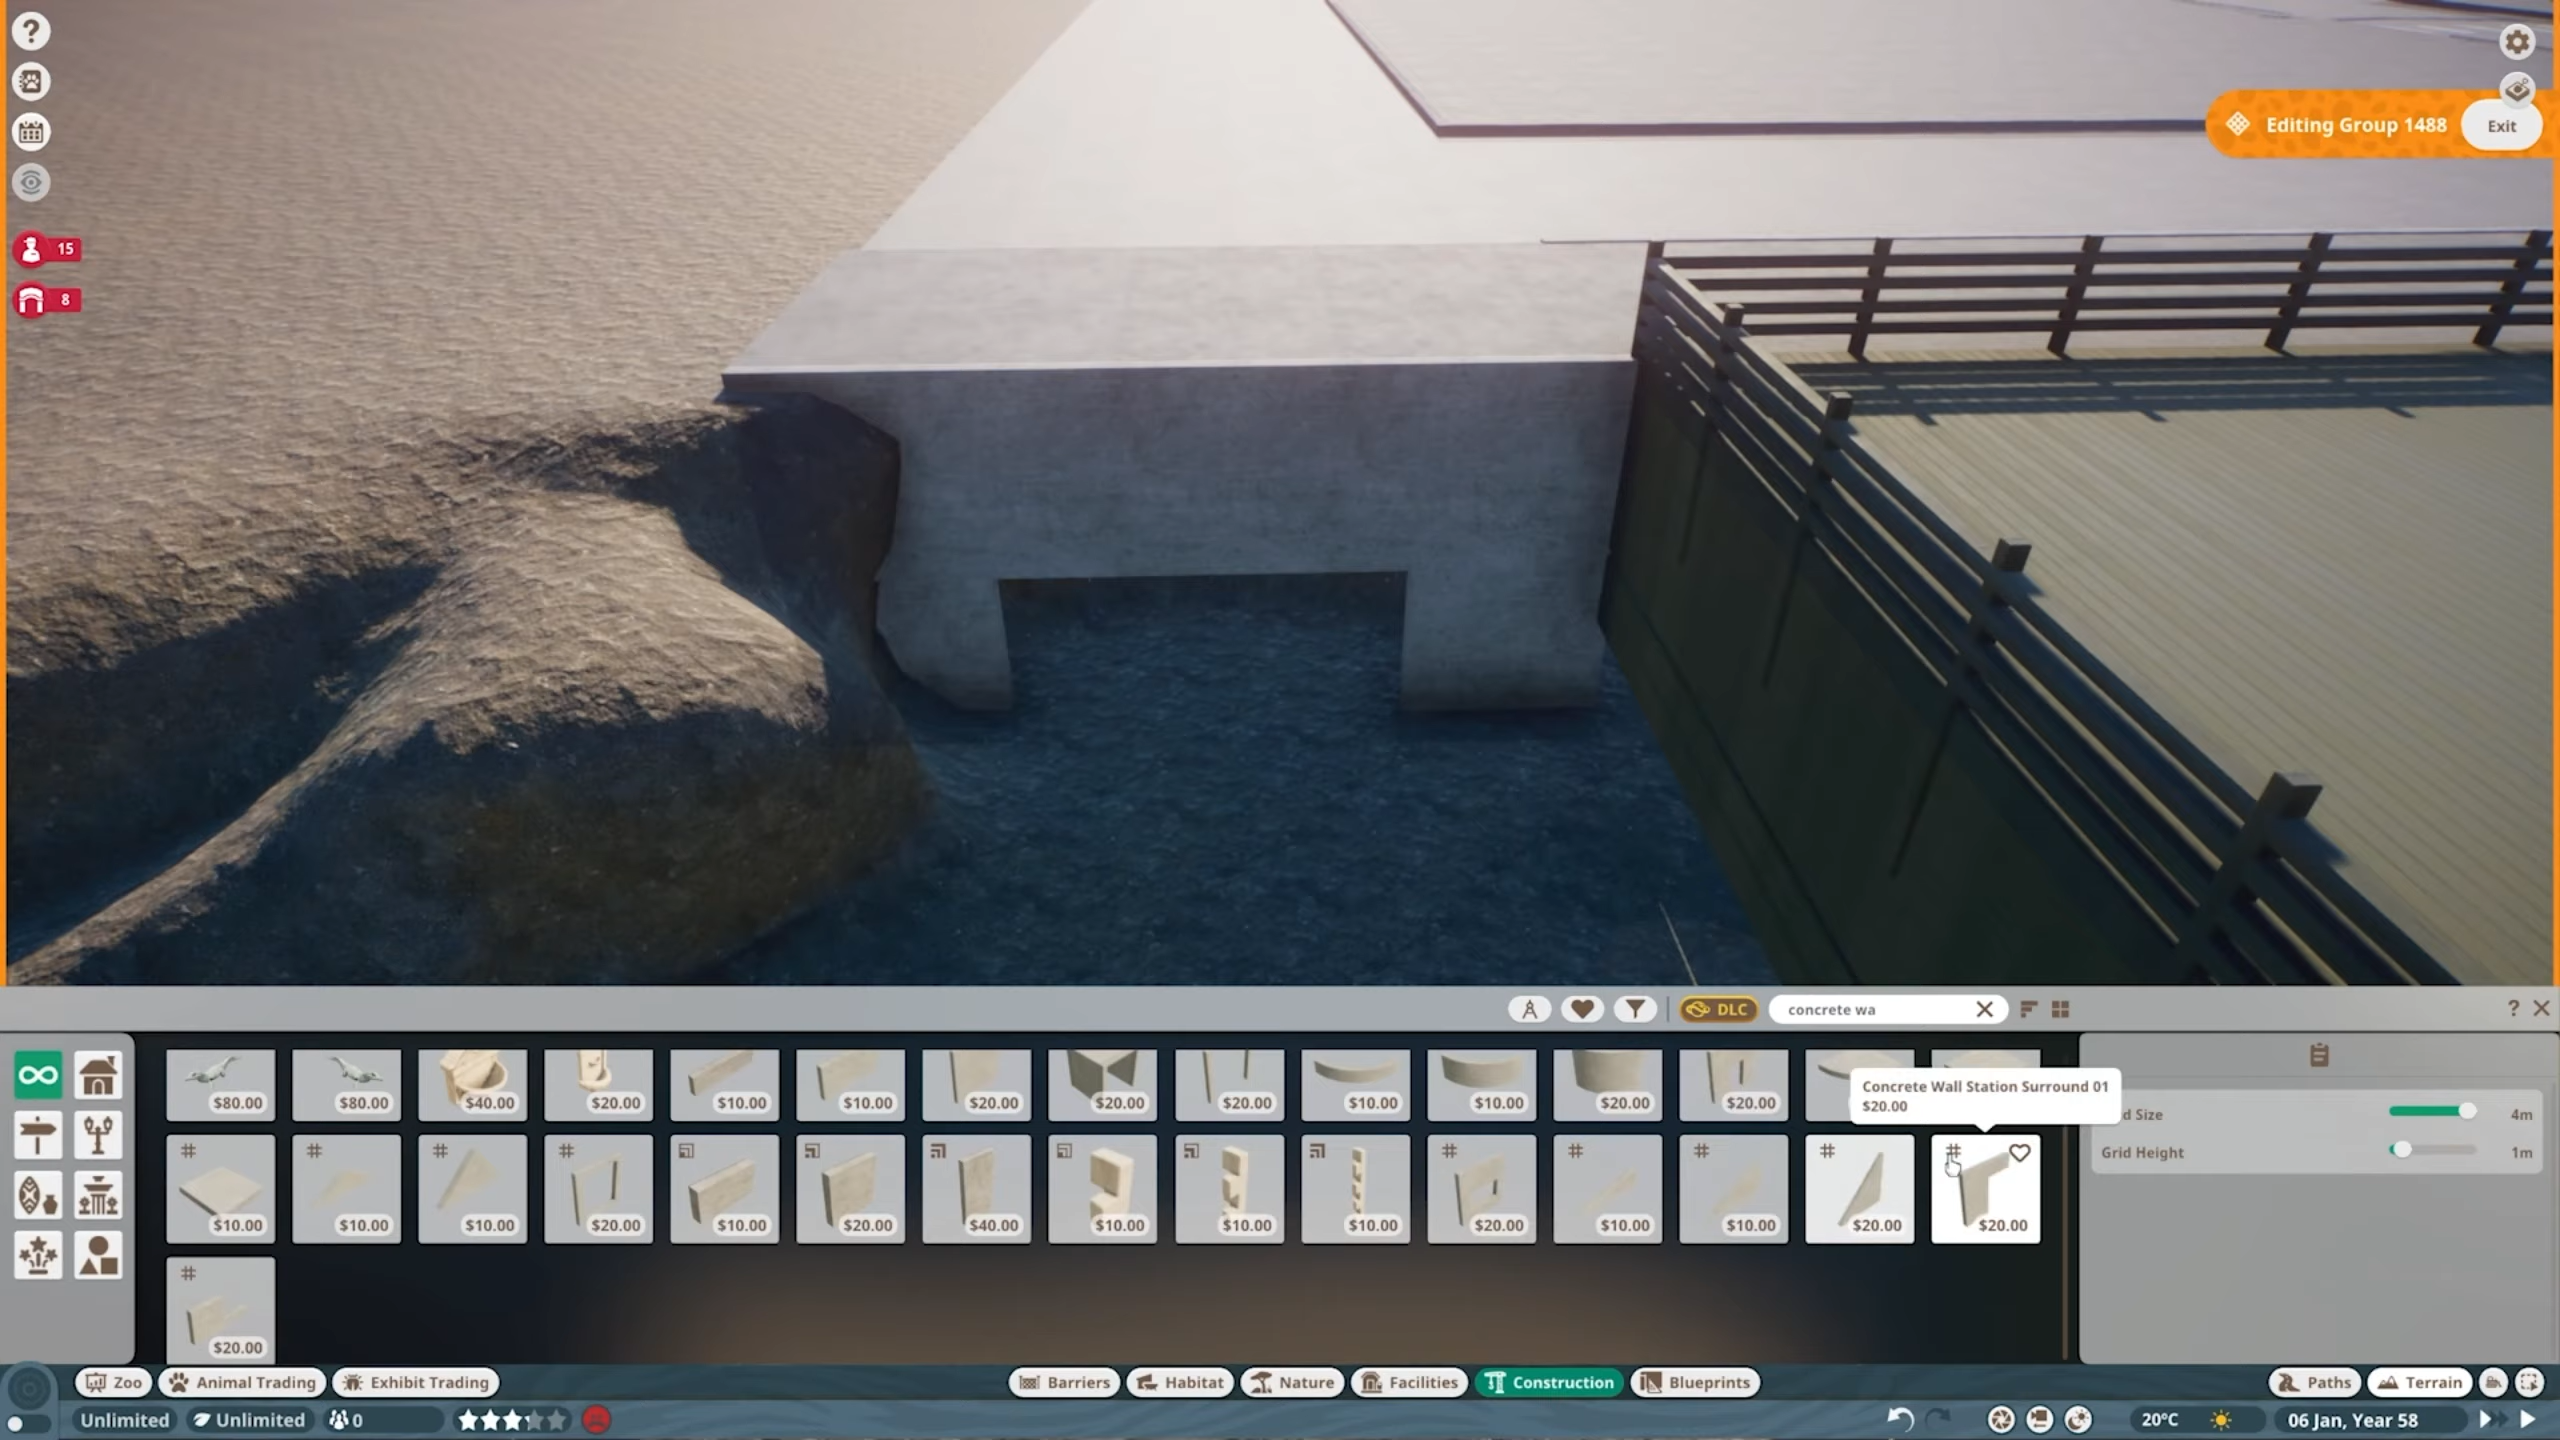 ?
15
Editing Group 1488
Exit
8
DLC
concrete wa
?
$80.00
$80.00
$40.00
$20.00
$10.00
$10.00
$20.00
$20.00
$20.00
$10.00
$10.00
$20.00
$20.00
Concrete Wall Station Surround 01
$20.00
d Size
4m
Grid Height
1m
$10.00
$10.00
$10.00
$20.00
$10.00
$20.00
$40.00
$10.00
$10.00
$10.00
$20.00
$10.00
$10.00
$20.00
$20.00
$20.00
Zoo
Animal Trading
Exhibit Trading
Barriers
Habitat
Nature
Facilities
Construction
Blueprints
Paths
Terrain
Unlimited
Unlimited
0
20°C
06 Jan, Year 58